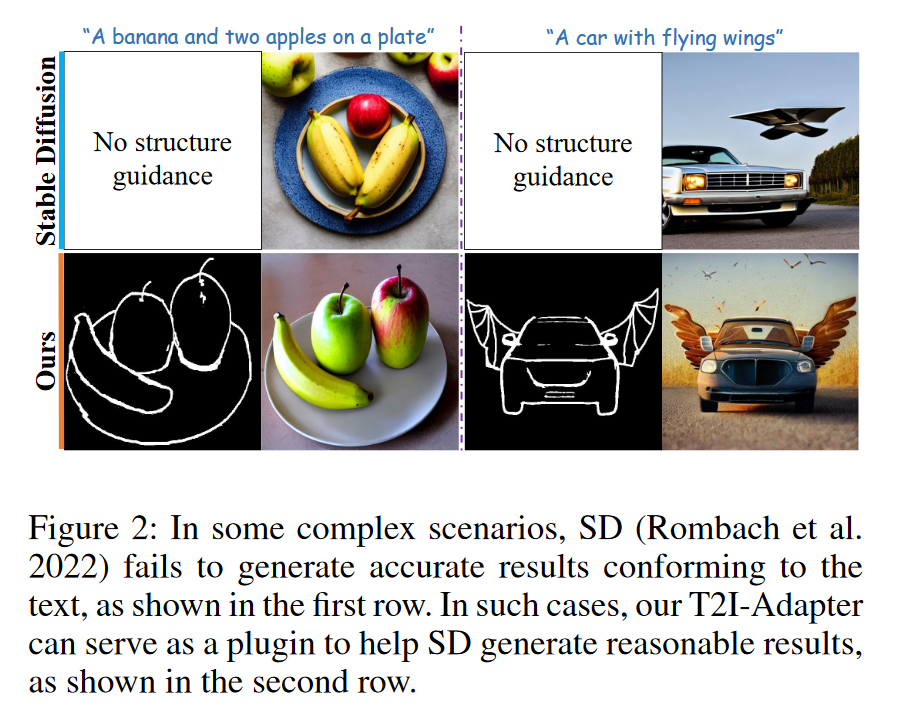 “A banana and two apples on a plate”
“A car with flying wings”
Stable Diffusion
No structure
guidance
No structure
guidance
Ours
Figure 2: In some complex scenarios, SD (Rombach et al.
2022) fails to generate accurate results conforming to the
text, as shown in the first row. In such cases, our T2I-Adapter
can serve as a plugin to help SD generate reasonable results,
as shown in the second row.